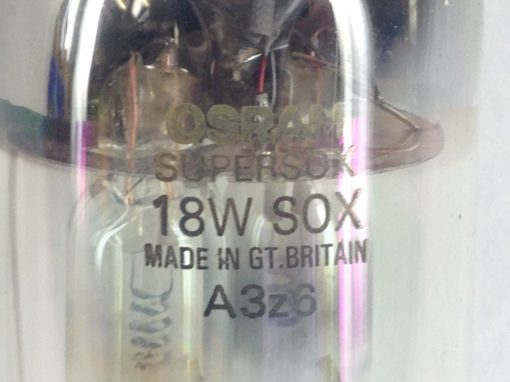 OSRAM
SUPERSOX
18W SOX
MADE IN GT.BRITAIN
A3z6